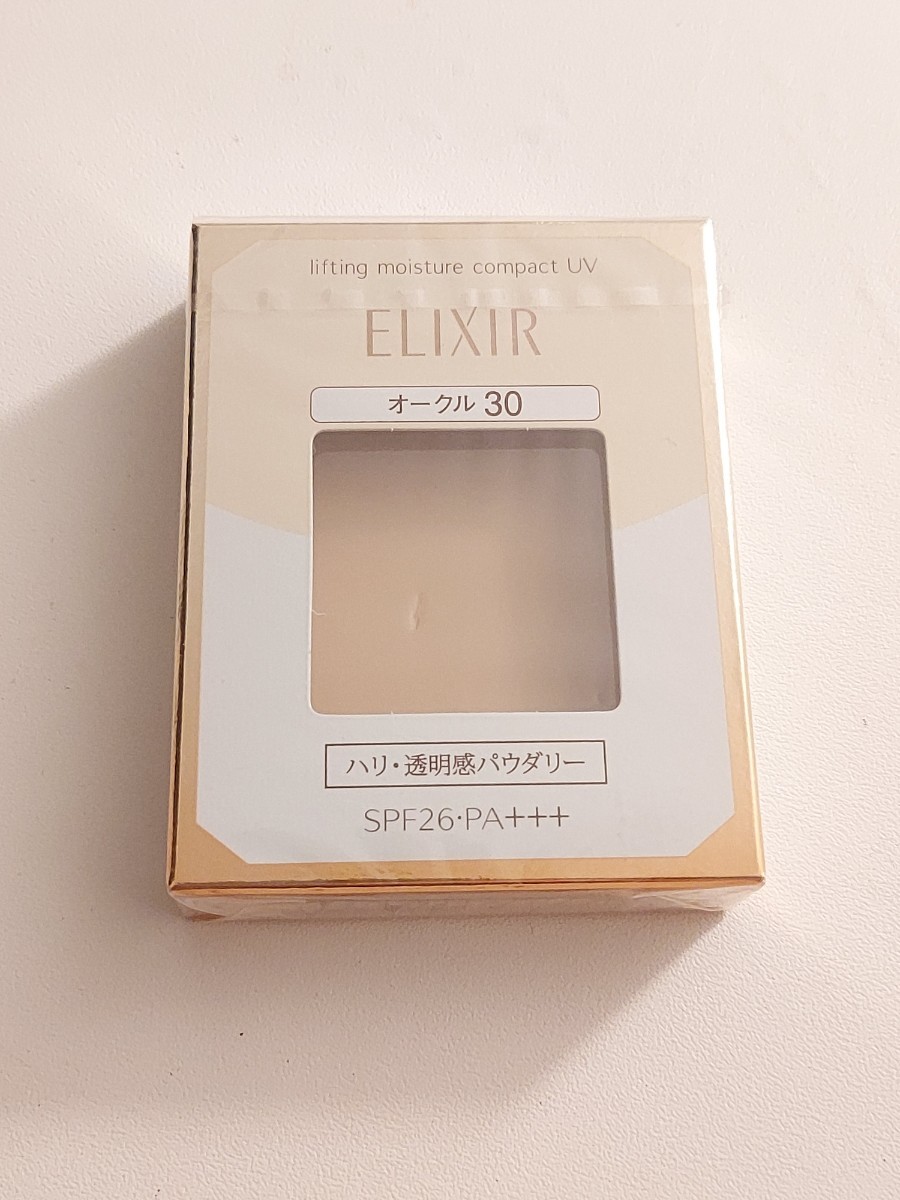 lifting moisture compact UV
ELIXIR
オークル 30
ハリ・透明感パウダリー
SPF26・PA+++